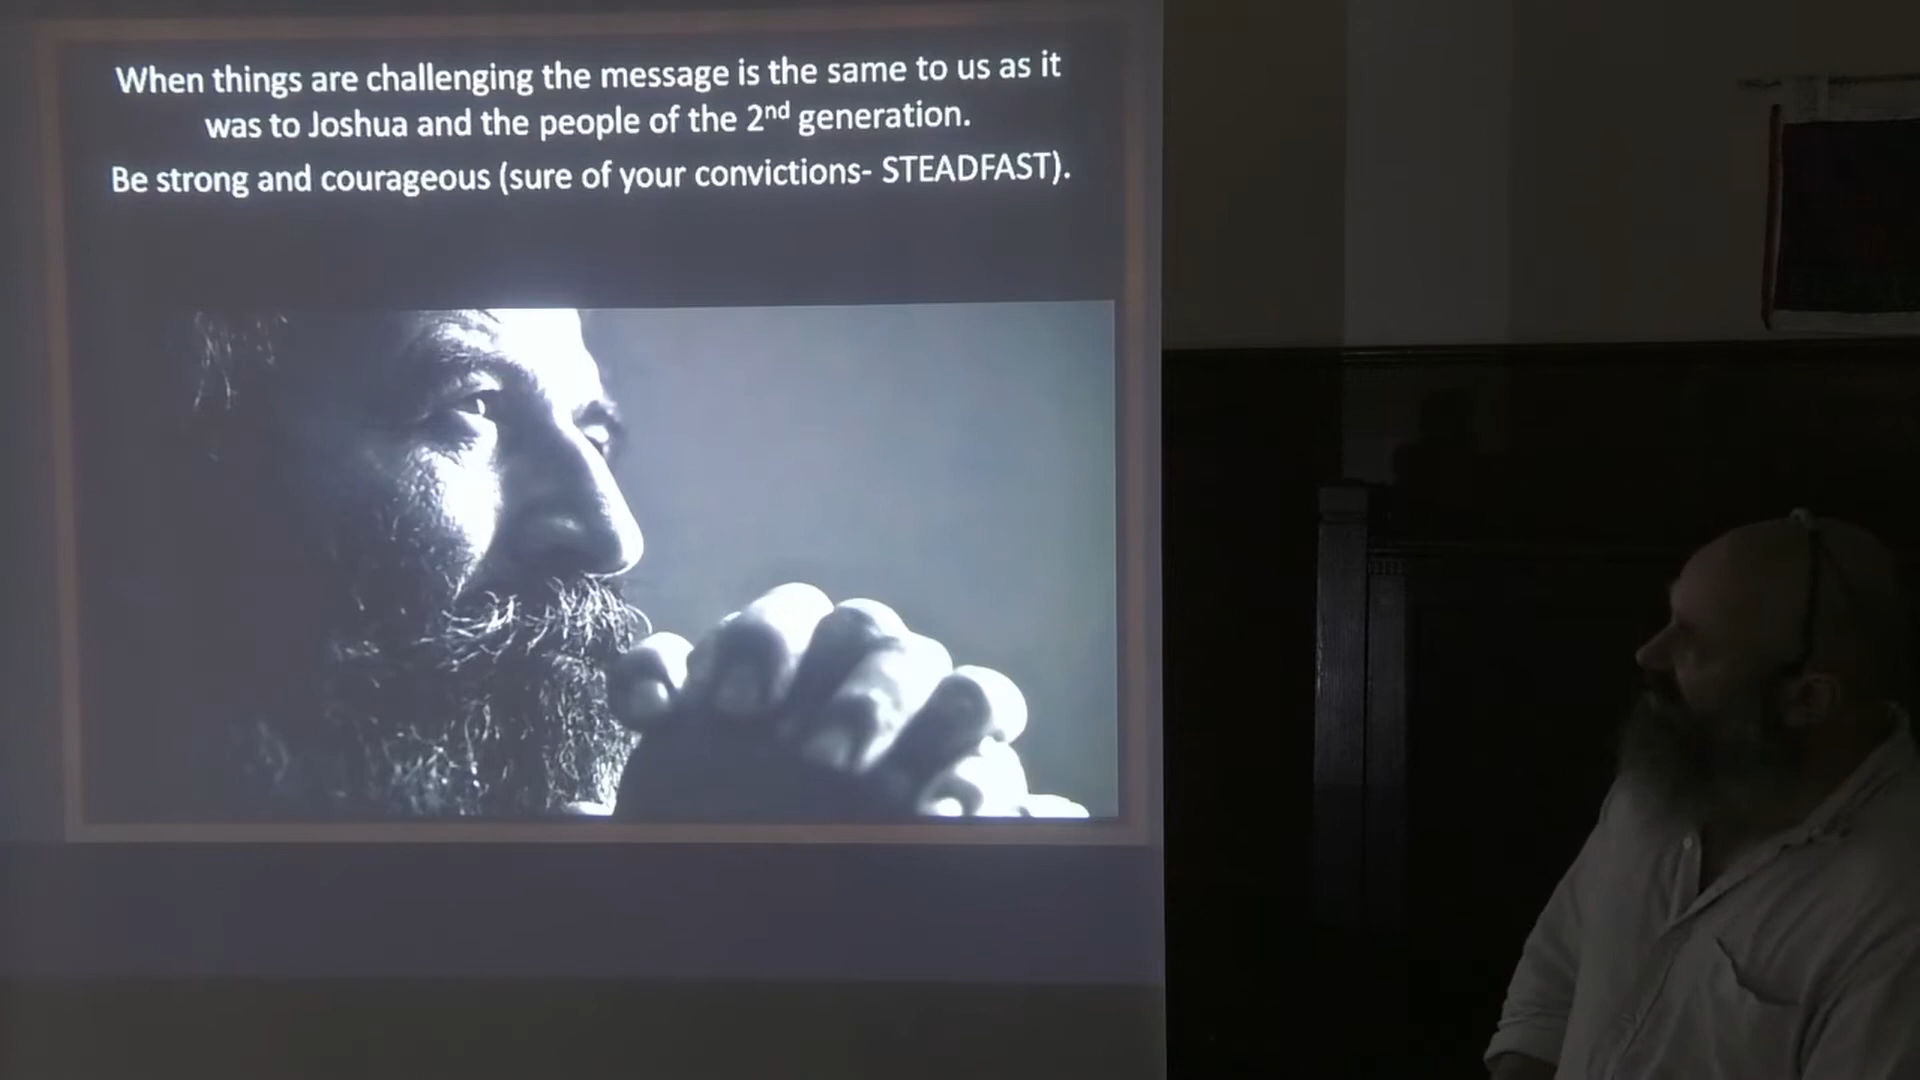 When things are challenging the message is the same to us as it
was to Joshua and the people of the 2nd generation.
Be strong and courageous (sure of your convictions- STEADFAST).